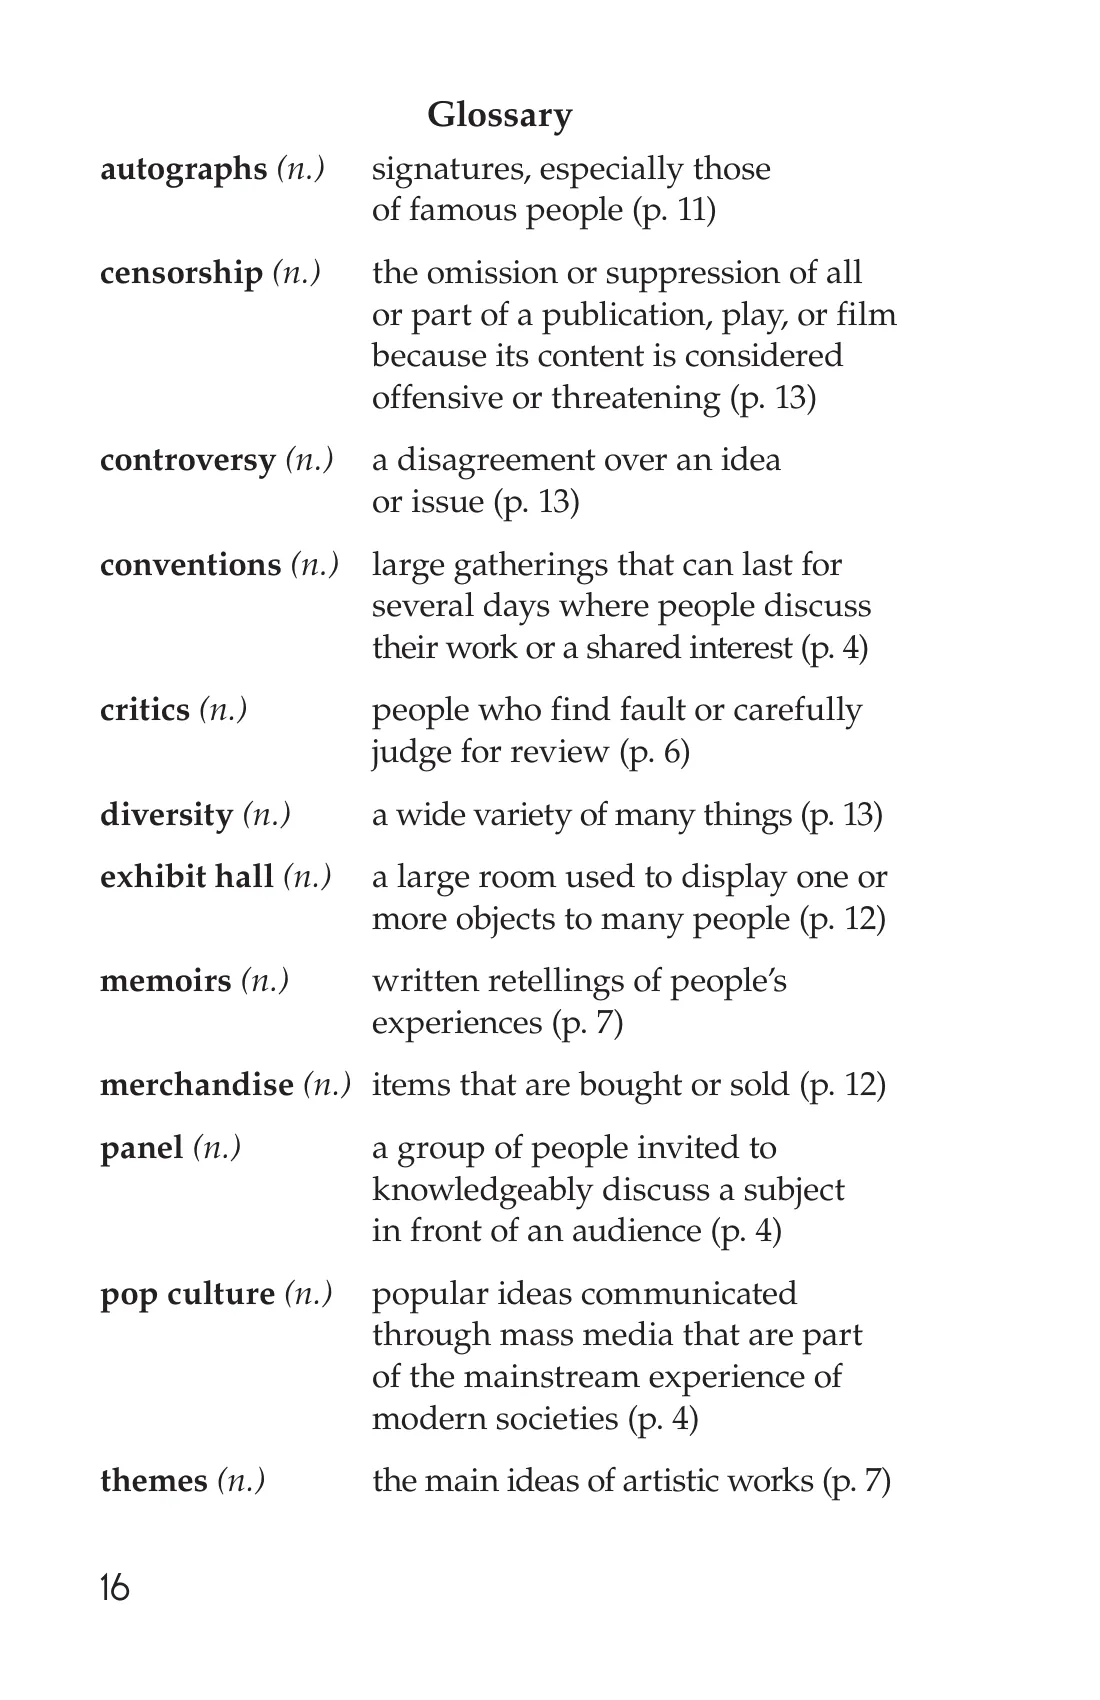 Glossary
autographs (n.) signatures, especially those
of famous people (p. 11)
censorship (n.) the omission or suppression of all
or part of a publication, play, or film
because its content is considered
offensive or threatening (p. 13)
controversy (n.) a disagreement over an idea
or issue (p. 13)
conventions (n.) large gatherings that can last for
several days where people discuss
their work or a shared interest (p. 4)
critics (n.) people who find fault or carefully
judge for review (p. 6)
diversity (n.) a wide variety of many things (p. 13)
exhibit hall (n.) a large room used to display one or
more objects to many people (p. 12)
memoirs (n.) written retellings of people’s
experiences (p. 7)
merchandise (n.) items that are bought or sold (p. 12)
panel (n.) a group of people invited to
knowledgeably discuss a subject
in front of an audience (p. 4)
pop culture (n.) popular ideas communicated
through mass media that are part
of the mainstream experience of
modern societies (p. 4)
themes (n.) the main ideas of artistic works (p. 7)
16